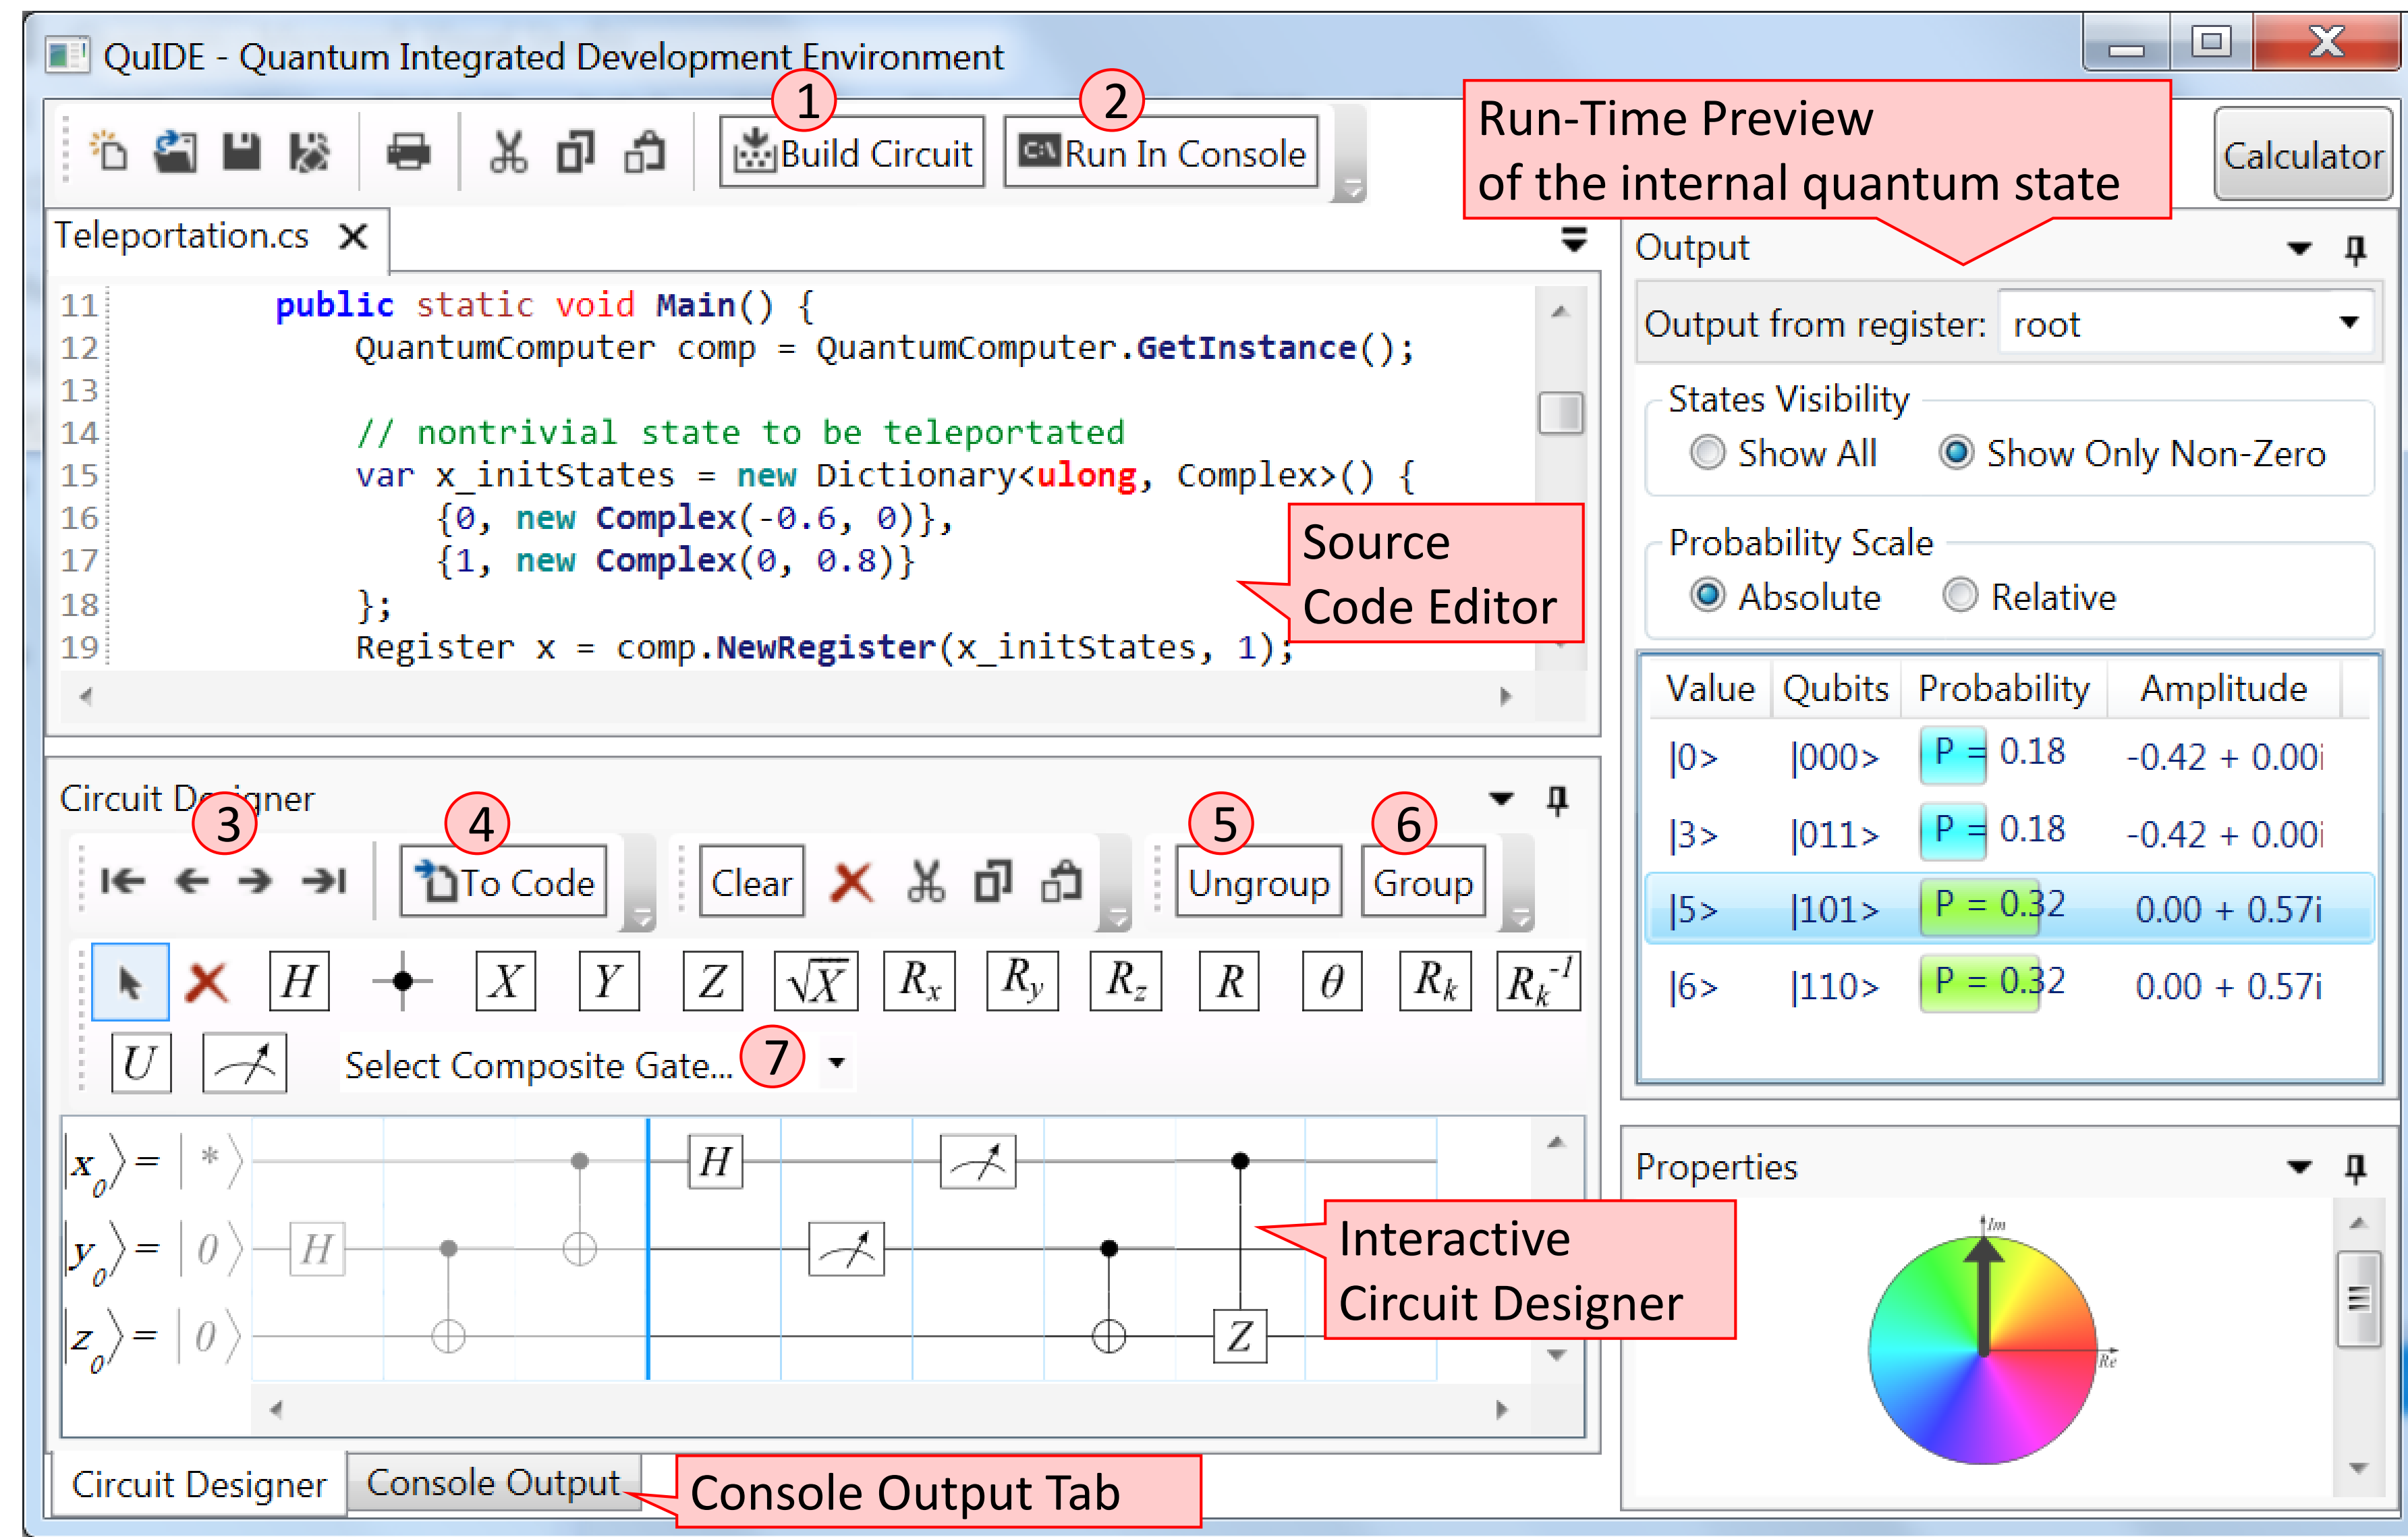 QuIDE - Quantum Integrated Development Environment
1
2
Build Circuit
C:\ Run In Console
Run-Time Preview
of the internal quantum state
Calculator
Teleportation.cs
11 public static void Main() {
12 QuantumComputer comp = QuantumComputer.GetInstance();
13
14 // nontrivial state to be teleportated
15 var x_initStates = new Dictionary<ulong, Complex>() {
16 {0, new Complex(-0.6, 0)},
17 {1, new Complex(0, 0.8)}
18 };
19 Register x = comp.NewRegister(x_initStates, 1);
Source
Code Editor
Output
Output from register: root
States Visibility
Show All Show Only Non-Zero
Probability Scale
Absolute Relative
Value Qubits Probability Amplitude
|0> |000> P = 0.18 -0.42 + 0.00i
|3> |011> P = 0.18 -0.42 + 0.00i
|5> |101> P = 0.32 0.00 + 0.57i
|6> |110> P = 0.32 0.00 + 0.57i
Circuit Designer
3
4
5
6
To Code
Clear
Ungroup
Group
H X Y Z √X Rx Ry Rz R θ Rk Rk⁻¹
U
Select Composite Gate...
7
|x₀⟩ = |*⟩ H
|y₀⟩ = |0⟩ H
|z₀⟩ = |0⟩ Z
Interactive
Circuit Designer
Properties
Im
Re
Circuit Designer
Console Output
Console Output Tab